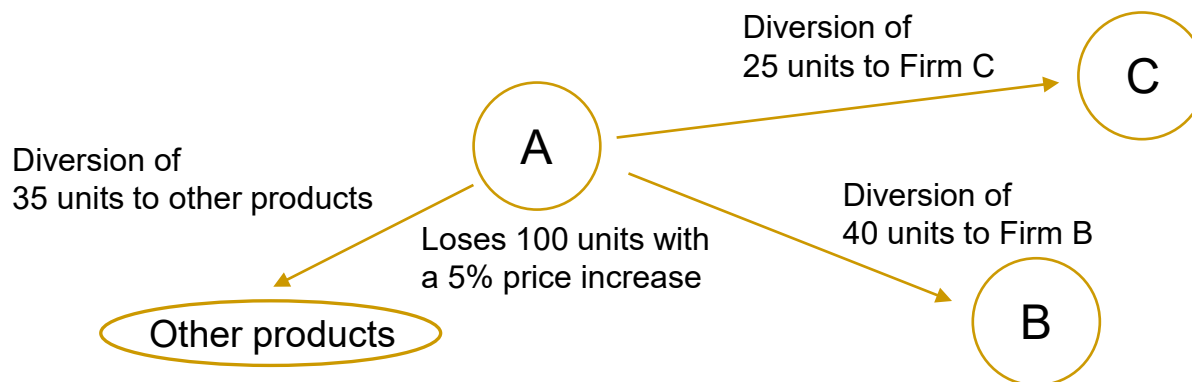 Diversion of
25 units to Firm C
C
A
Diversion of
35 units to other products
Diversion of
40 units to Firm B
Loses 100 units with
a 5% price increase
Other products
B